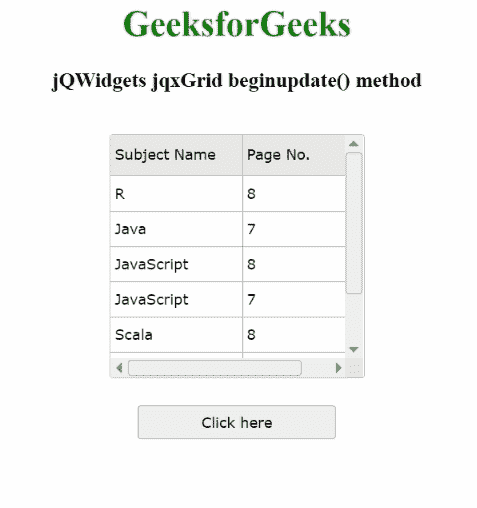 GeeksforGeeks
jQWidgets jqxGrid beginupdate() method
Subject Name Page No.
R 8
Java 7
JavaScript 8
JavaScript 7
Scala 8
Click here